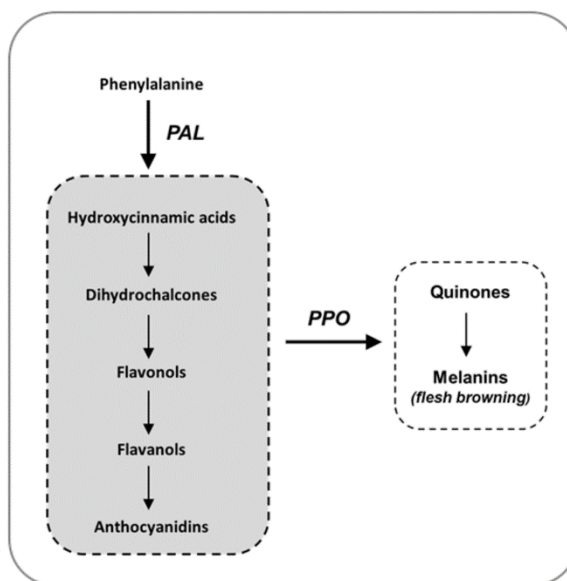 Phenylalanine
PAL
Hydroxycinnamic acids
Dihydrochalcones
Flavonols
Flavanols
Anthocyanidins
PPO
Quinones
Melanins
(flesh browning)